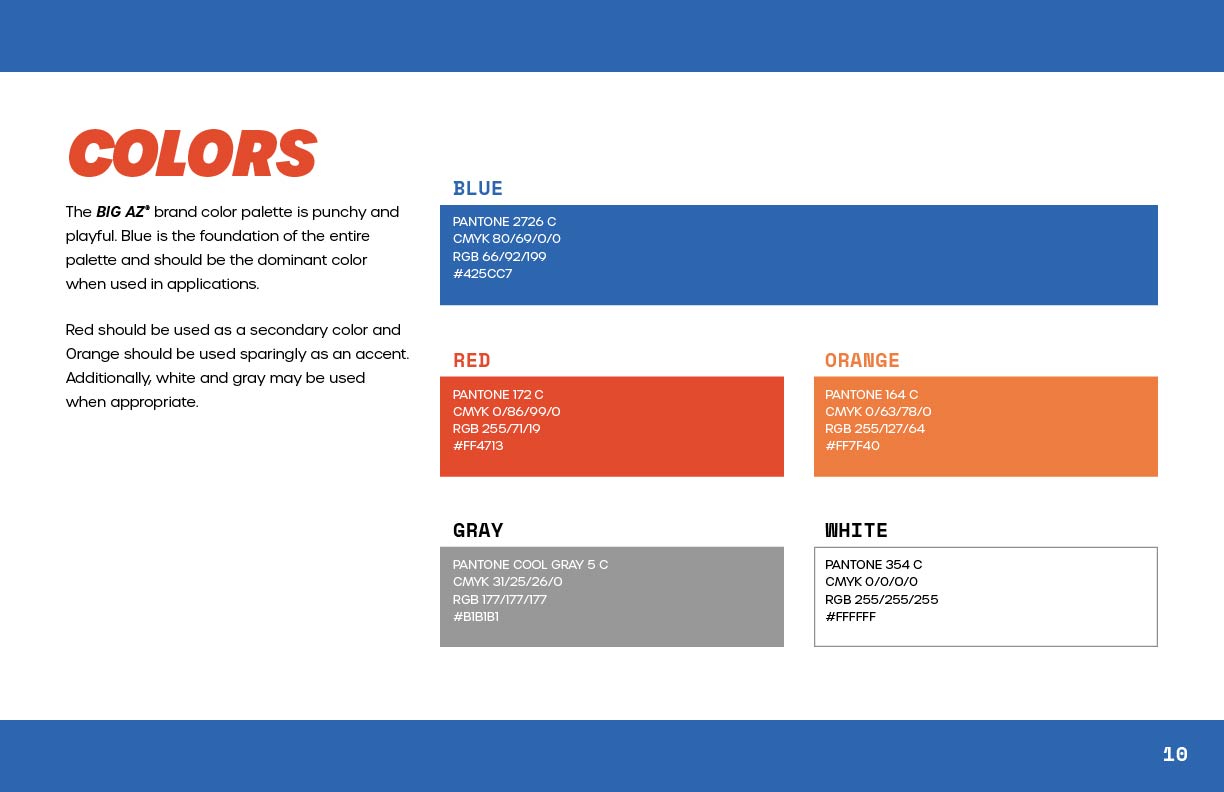 COLORS
The BIG AZ® brand color palette is punchy and
playful. Blue is the foundation of the entire
palette and should be the dominant color
when used in applications.
Red should be used as a secondary color and
Orange should be used sparingly as an accent.
Additionally, white and gray may be used
when appropriate.
BLUE
PANTONE 2726 C
CMYK 80/69/0/0
RGB 66/92/199
#425CC7
RED
PANTONE 172 C
CMYK 0/86/99/0
RGB 255/71/19
#FF4713
ORANGE
PANTONE 164 C
CMYK 0/63/78/0
RGB 255/127/64
#FF7F40
GRAY
PANTONE COOL GRAY 5 C
CMYK 31/25/26/0
RGB 177/177/177
#B1B1B1
WHITE
PANTONE 354 C
CMYK 0/0/0/0
RGB 255/255/255
#FFFFFF
10